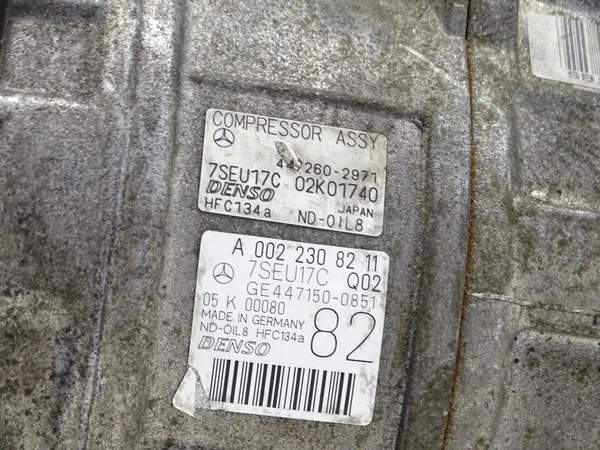 COMPRESSOR ASSY
447260-2971
7SEU17C 02K01740
DENSO JAPAN
HFC134a ND-OIL8
A 002 230 82 11
7SEU17C Q02
GE447150-0851
05 K 00080
MADE IN GERMANY 82
ND-OIL8 HFC134a
DENSO